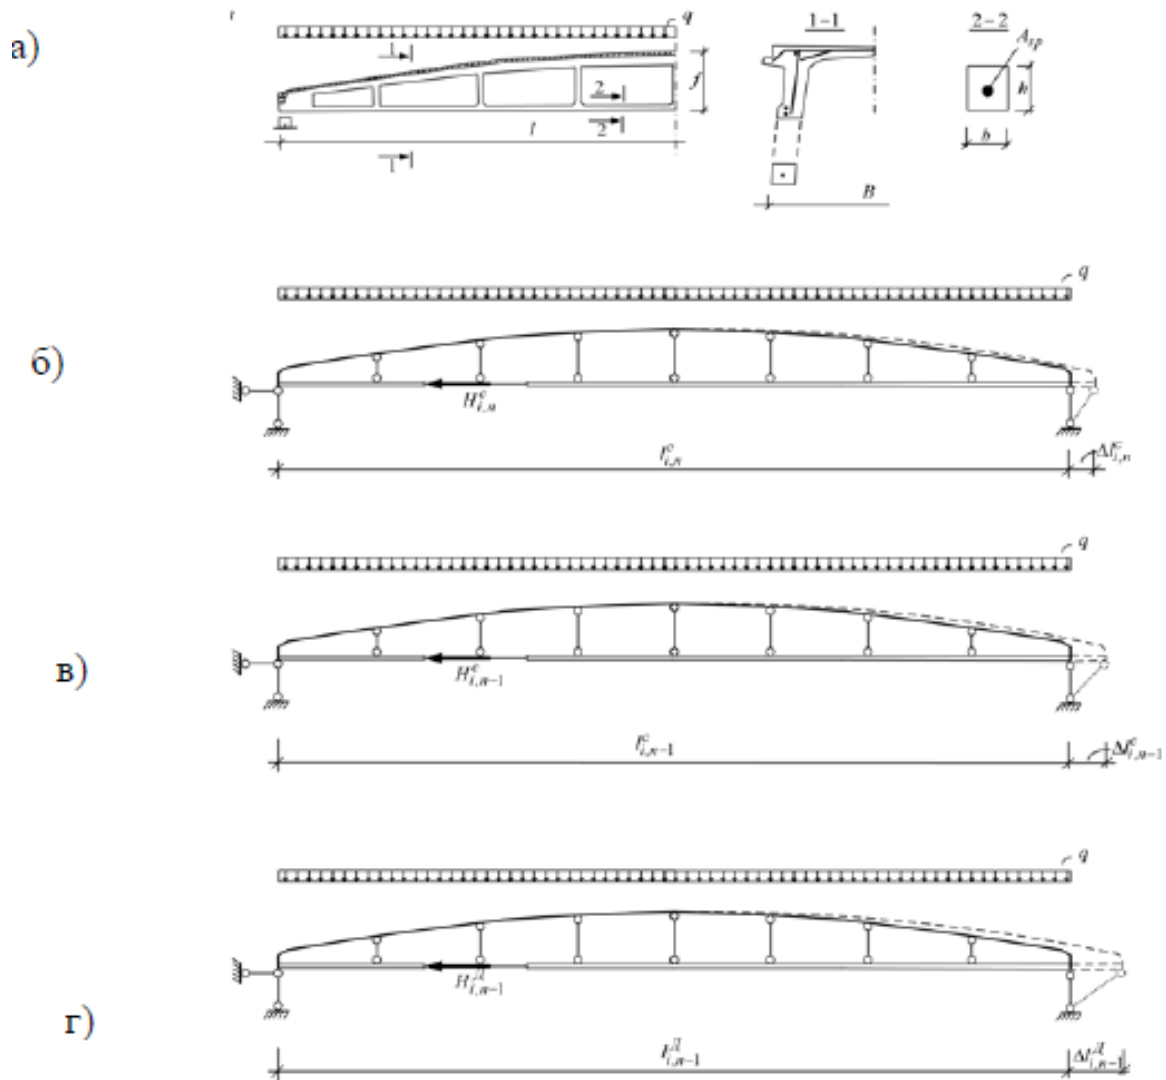 а)
q
1–1
2–2
1
f
A_sp
h
2
2
l
b
1
B
б)
q
H^c_{i,n}
l^c_{i,n}
Δl^c_{i,n}
в)
q
H^c_{i,n-1}
l^c_{i,n-1}
Δl^c_{i,n-1}
г)
q
H^Д_{i,n-1}
l^Д_{i,n-1}
Δl^Д_{i,n-1}